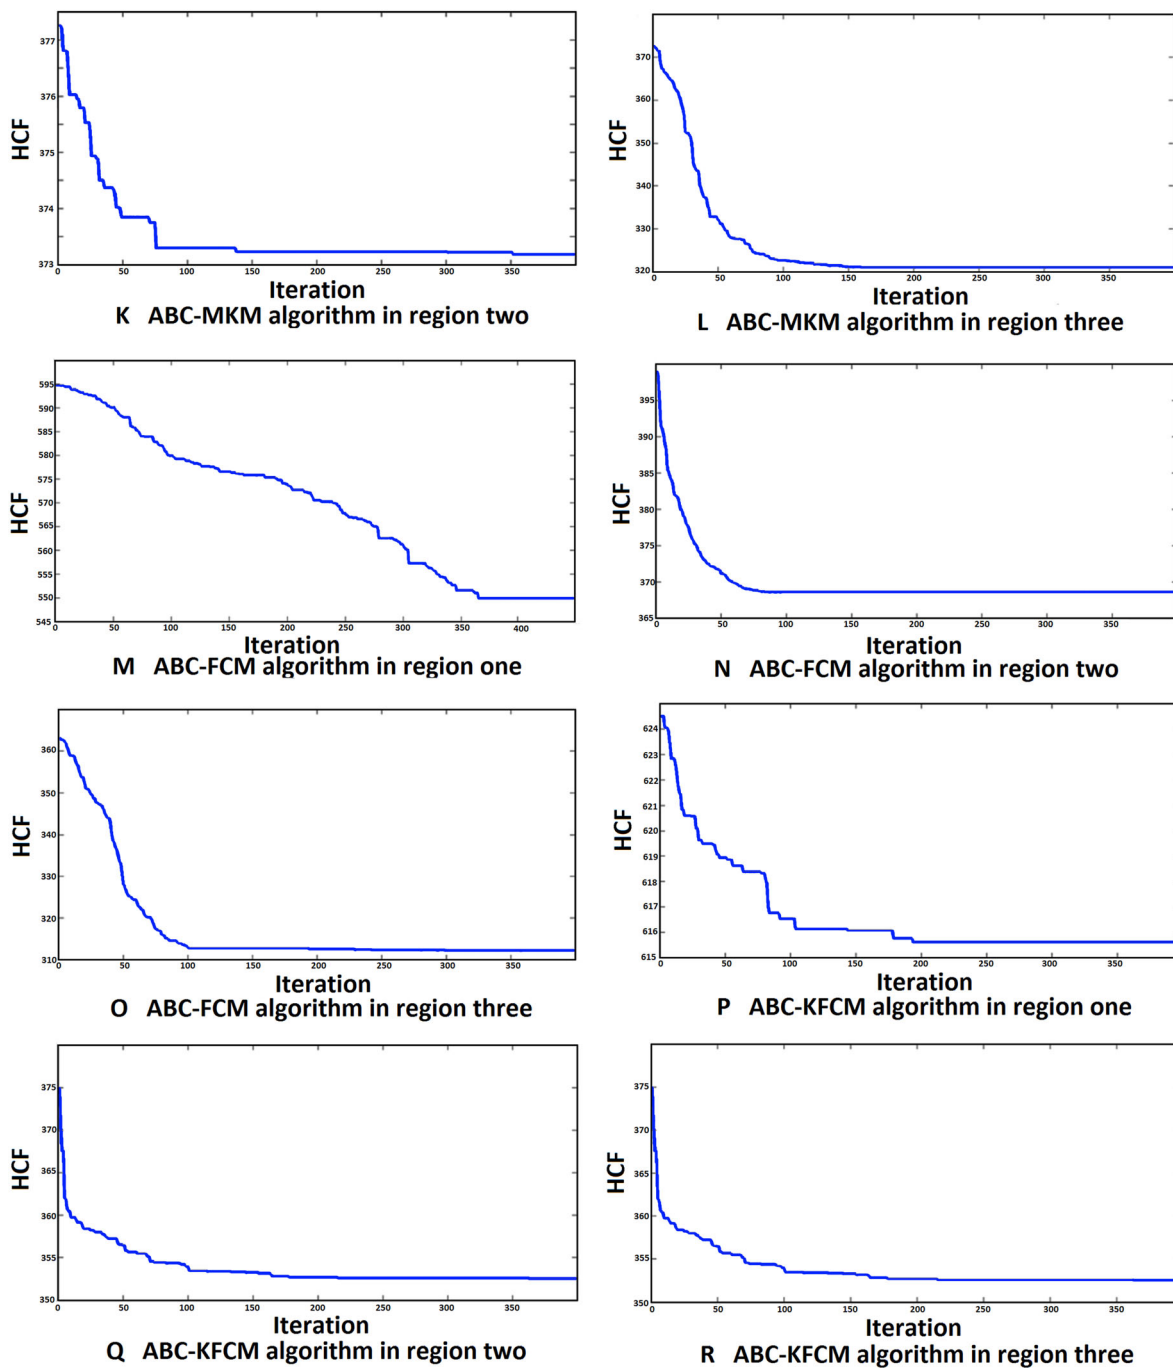 377
376
375
374
373
HCF
0 50 100 150 200 250 300 350
Iteration
K ABC-MKM algorithm in region two
370
360
350
340
330
320
HCF
0 50 100 150 200 250 300 350
Iteration
L ABC-MKM algorithm in region three
595
590
585
580
575
570
565
560
555
550
545
HCF
0 50 100 150 200 250 300 350 400
Iteration
M ABC-FCM algorithm in region one
395
390
385
380
375
370
365
HCF
0 50 100 150 200 250 300 350
Iteration
N ABC-FCM algorithm in region two
360
350
340
330
320
310
HCF
0 50 100 150 200 250 300 350
Iteration
O ABC-FCM algorithm in region three
624
623
622
621
620
619
618
617
616
615
HCF
0 50 100 150 200 250 300 350
Iteration
P ABC-KFCM algorithm in region one
375
370
365
360
355
350
HCF
0 50 100 150 200 250 300 350
Iteration
Q ABC-KFCM algorithm in region two
375
370
365
360
355
350
HCF
0 50 100 150 200 250 300 350
Iteration
R ABC-KFCM algorithm in region three